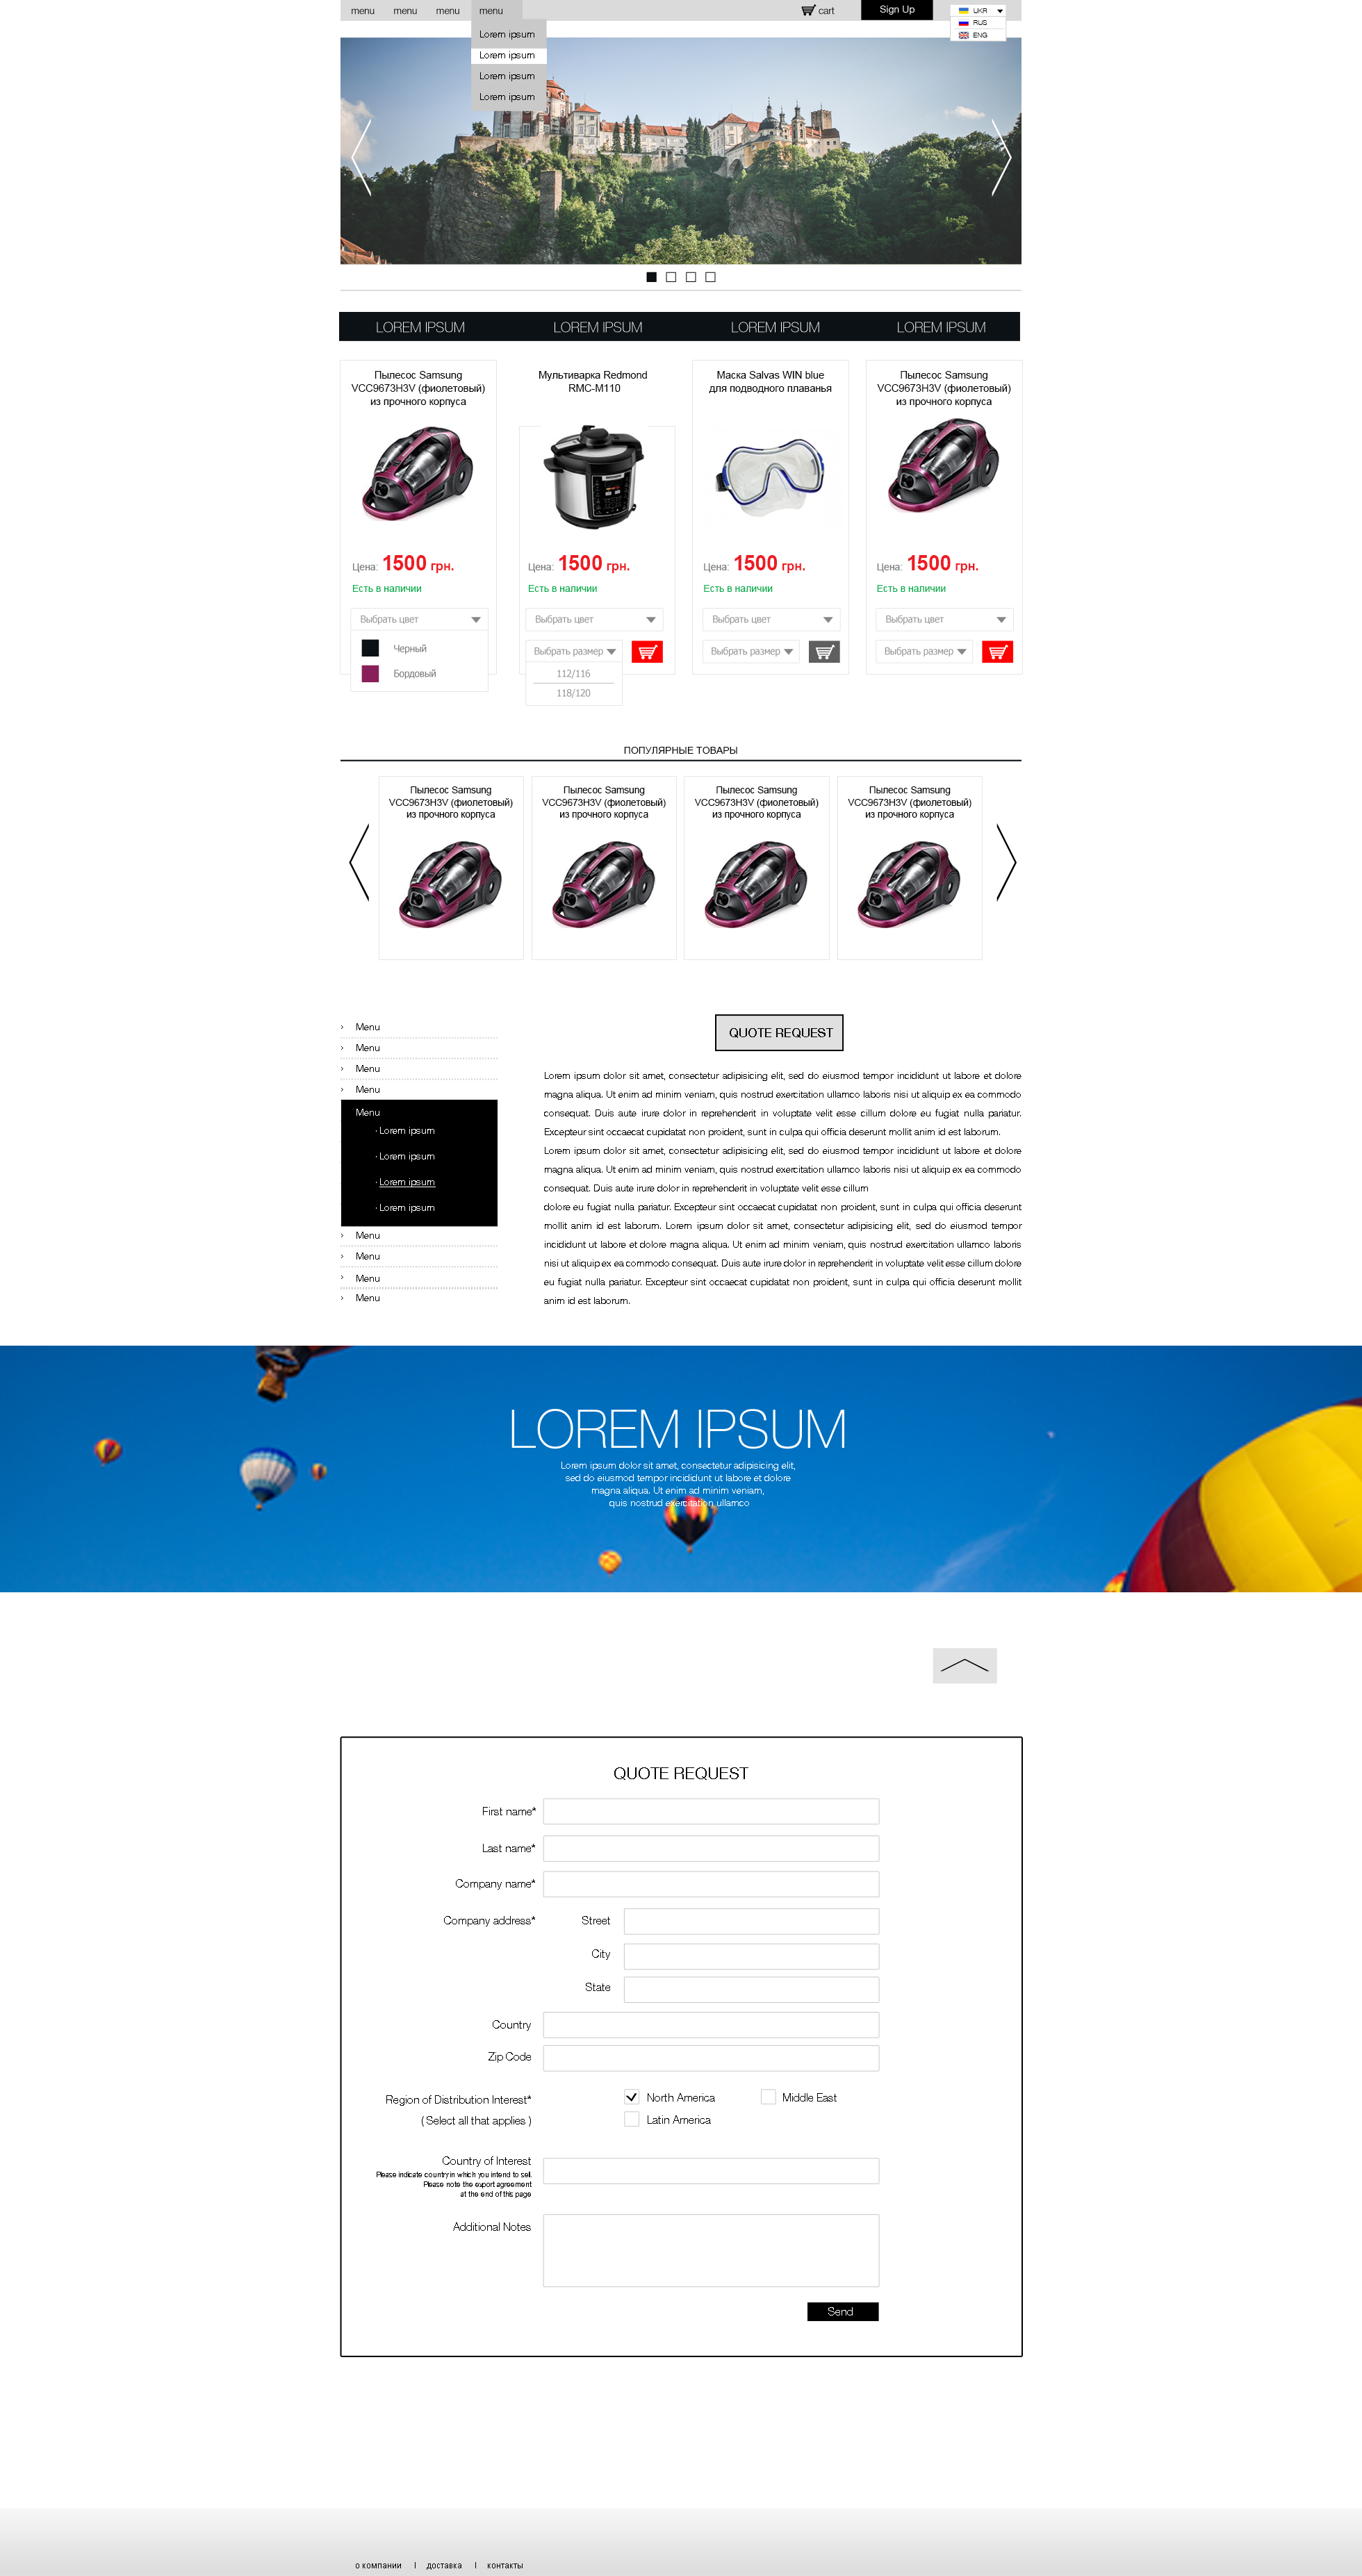 menu menu menu menu cart Sign Up UKR
RUS
ENG
Lorem ipsum
Lorem ipsum
Lorem ipsum
Lorem ipsum
LOREM IPSUM LOREM IPSUM LOREM IPSUM LOREM IPSUM
Пылесос Samsung
VCC9673H3V (фиолетовый)
из прочного корпуса
Цена: 1500 грн.
Есть в наличии
Выбрать цвет
Черный
Бордовый
Мультиварка Redmond
RMC-M110
Цена: 1500 грн.
Есть в наличии
Выбрать цвет
Выбрать размер
112/116
118/120
Маска Salvas WIN blue
для подводного плаванья
Цена: 1500 грн.
Есть в наличии
Выбрать цвет
Выбрать размер
Пылесос Samsung
VCC9673H3V (фиолетовый)
из прочного корпуса
Цена: 1500 грн.
Есть в наличии
Выбрать цвет
Выбрать размер
ПОПУЛЯРНЫЕ ТОВАРЫ
Пылесос Samsung
VCC9673H3V (фиолетовый)
из прочного корпуса
Пылесос Samsung
VCC9673H3V (фиолетовый)
из прочного корпуса
Пылесос Samsung
VCC9673H3V (фиолетовый)
из прочного корпуса
Пылесос Samsung
VCC9673H3V (фиолетовый)
из прочного корпуса
› Menu
› Menu
› Menu
› Menu
Menu
· Lorem ipsum
· Lorem ipsum
· Lorem ipsum
· Lorem ipsum
› Menu
› Menu
› Menu
› Menu
QUOTE REQUEST
Lorem ipsum dolor sit amet, consectetur adipisicing elit, sed do eiusmod tempor incididunt ut labore et dolore
magna aliqua. Ut enim ad minim veniam, quis nostrud exercitation ullamco laboris nisi ut aliquip ex ea commodo
consequat. Duis aute irure dolor in reprehenderit in voluptate velit esse cillum dolore eu fugiat nulla pariatur.
Excepteur sint occaecat cupidatat non proident, sunt in culpa qui officia deserunt mollit anim id est laborum.
Lorem ipsum dolor sit amet, consectetur adipisicing elit, sed do eiusmod tempor incididunt ut labore et dolore
magna aliqua. Ut enim ad minim veniam, quis nostrud exercitation ullamco laboris nisi ut aliquip ex ea commodo
consequat. Duis aute irure dolor in reprehenderit in voluptate velit esse cillum
dolore eu fugiat nulla pariatur. Excepteur sint occaecat cupidatat non proident, sunt in culpa qui officia deserunt
mollit anim id est laborum. Lorem ipsum dolor sit amet, consectetur adipisicing elit, sed do eiusmod tempor
incididunt ut labore et dolore magna aliqua. Ut enim ad minim veniam, quis nostrud exercitation ullamco laboris
nisi ut aliquip ex ea commodo consequat. Duis aute irure dolor in reprehenderit in voluptate velit esse cillum dolore
eu fugiat nulla pariatur. Excepteur sint occaecat cupidatat non proident, sunt in culpa qui officia deserunt mollit
anim id est laborum.
LOREM IPSUM
Lorem ipsum dolor sit amet, consectetur adipisicing elit,
sed do eiusmod tempor incididunt ut labore et dolore
magna aliqua. Ut enim ad minim veniam,
quis nostrud exercitation ullamco
QUOTE REQUEST
First name*
Last name*
Company name*
Company address* Street
City
State
Country
Zip Code
Region of Distribution Interest* North America Middle East
( Select all that applies ) Latin America
Country of Interest
Please indicate country in which you intend to sell.
Please note the export agreement
at the end of this page
Additional Notes
Send
о компании | доставка | контакты